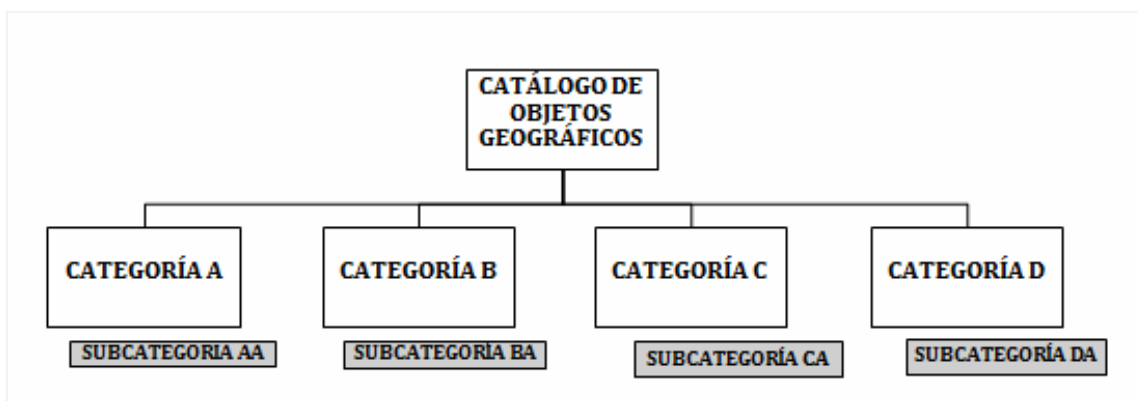 CATÁLOGO DE
OBJETOS
GEOGRÁFICOS
CATEGORÍA A
CATEGORÍA B
CATEGORÍA C
CATEGORÍA D
SUBCATEGORIA AA
SUBCATEGORÍA BA
SUBCATEGORÍA CA
SUBCATEGORÍA DA